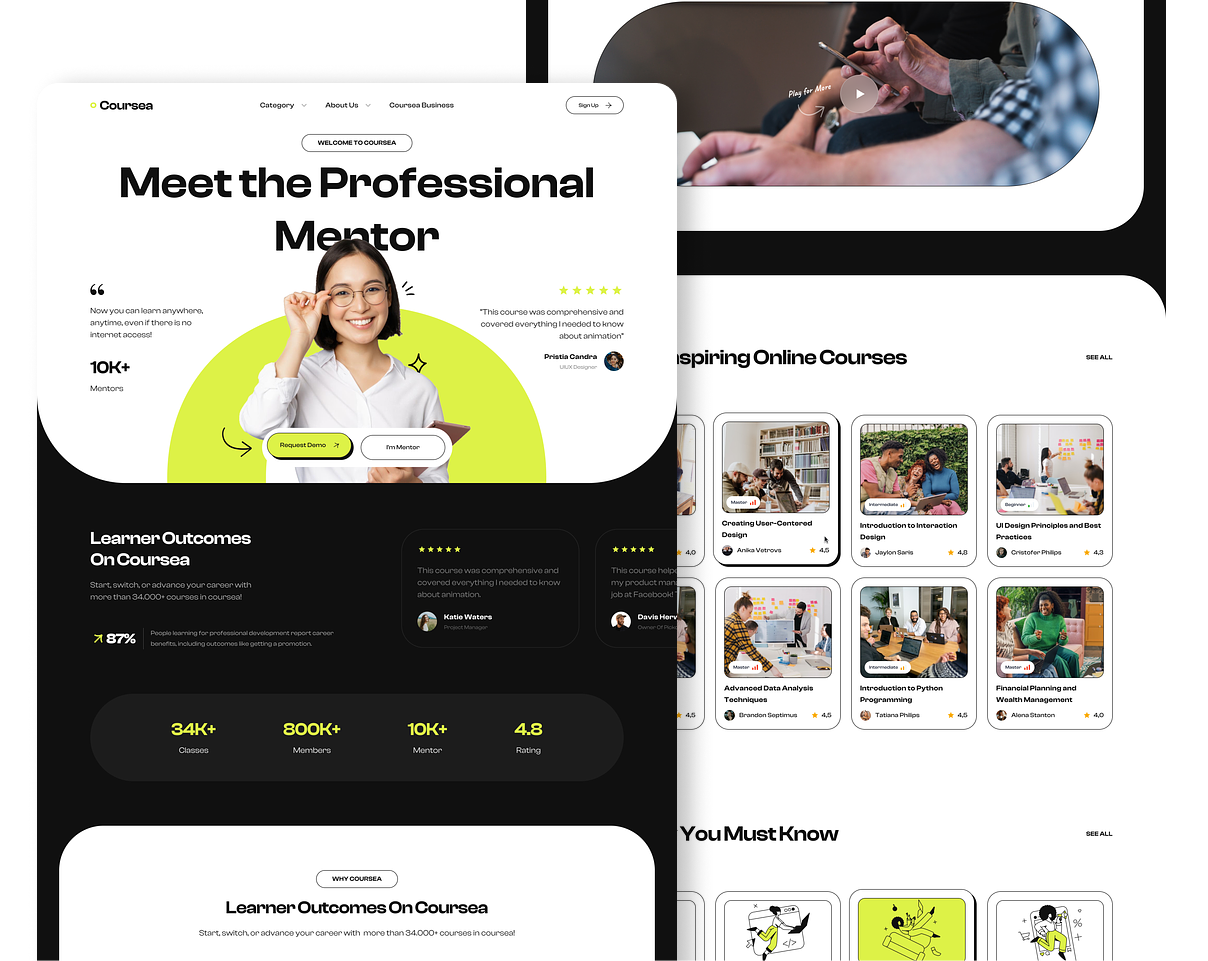 Coursea
Category
About Us
Coursea Business
Sign Up
WELCOME TO COURSEA
Meet the Professional
Mentor
Now you can learn anywhere,
anytime, even if there is no
internet access!
10K+
Mentors
"This course was comprehensive and
covered everything I needed to know
about animation"
Pristia Candra
UIUX Designer
Request Demo
I'm Mentor
Learner Outcomes
On Coursea
Start, switch, or advance your career with
more than 34.000+ courses in coursea!
87%
People learning for professional development report career
benefits, including outcomes like getting a promotion.
This course was comprehensive and
covered everything I needed to know
about animation.
Katie Waters
Project Manager
This course help
my product man
job at Facebook!
Davis Herw
Owner Of
34K+
Classes
800K+
Members
10K+
Mentor
4.8
Rating
WHY COURSEA
Learner Outcomes On Coursea
Start, switch, or advance your career with more than 34.000+ courses in coursea!
Play for More
nspiring Online Courses
SEE ALL
4.0
Master
Creating User-Centered
Design
Anika Vetrovs
4,5
Intermediate
Introduction to Interaction
Design
Jaylon Saris
4,8
Beginner
UI Design Principles and Best
Practices
Cristofer Philips
4,3
4,5
Master
Advanced Data Analysis
Techniques
Brandon Septimus
4,5
Intermediate
Introduction to Python
Programming
Tatiana Philips
4,5
Master
Financial Planning and
Wealth Management
Alena Stanton
4,0
You Must Know
SEE ALL